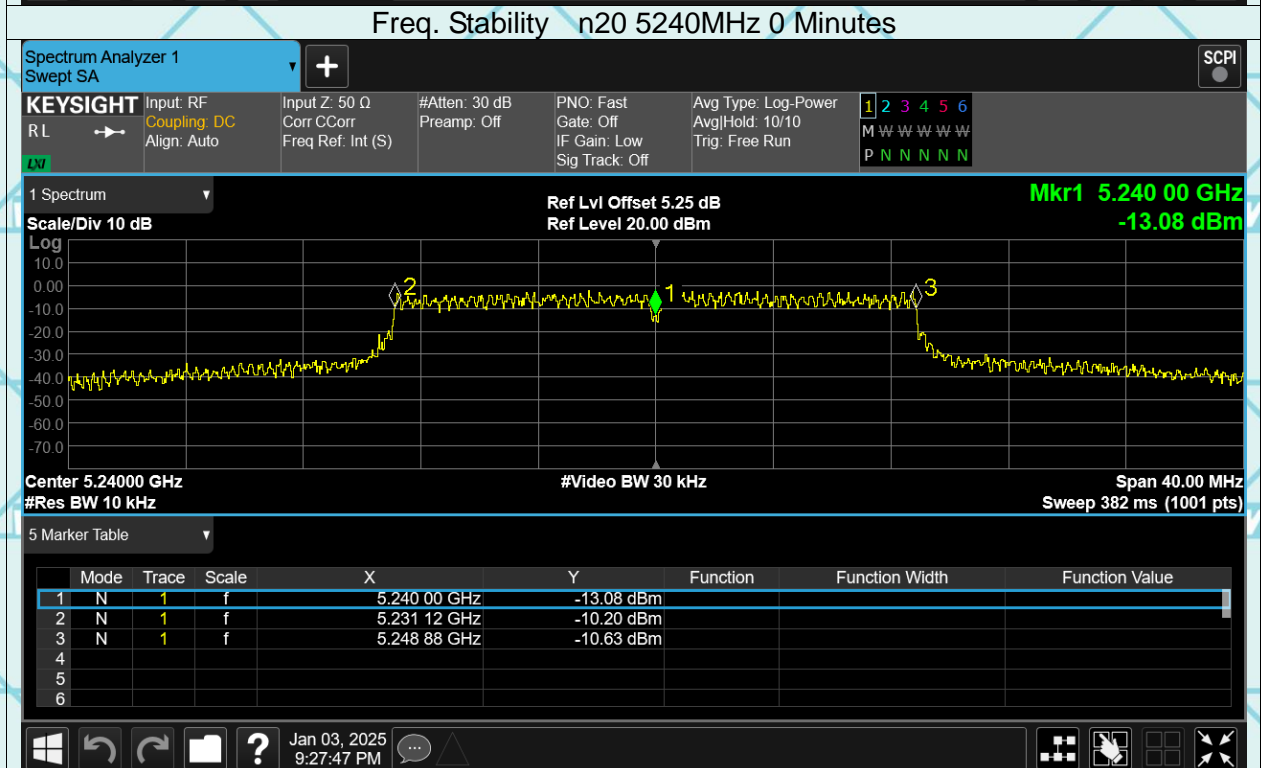 Freq. Stability n20 5240MHz 0 Minutes
Spectrum Analyzer 1
Swept SA
+
SCPI
KEYSIGHT Input: RF Input Z: 50 Ω #Atten: 30 dB PNO: Fast Avg Type: Log-Power 1 2 3 4 5 6
RL Coupling: DC Corr CCorr Preamp: Off Gate: Off Avg|Hold: 10/10 M W W W W W
Align: Auto Freq Ref: Int (S) IF Gain: Low Trig: Free Run P N N N N N
LXI Sig Track: Off
1 Spectrum Ref Lvl Offset 5.25 dB Mkr1 5.240 00 GHz
Scale/Div 10 dB Ref Level 20.00 dBm -13.08 dBm
Log
10.0
0.00
-10.0
-20.0
-30.0
-40.0
-50.0
-60.0
-70.0
2 1 3
Center 5.24000 GHz #Video BW 30 kHz Span 40.00 MHz
#Res BW 10 kHz Sweep 382 ms (1001 pts)
5 Marker Table
Mode Trace Scale X Y Function Function Width Function Value
1 N 1 f 5.240 00 GHz -13.08 dBm
2 N 1 f 5.231 12 GHz -10.20 dBm
3 N 1 f 5.248 88 GHz -10.63 dBm
4
5
6
? Jan 03, 2025
9:27:47 PM